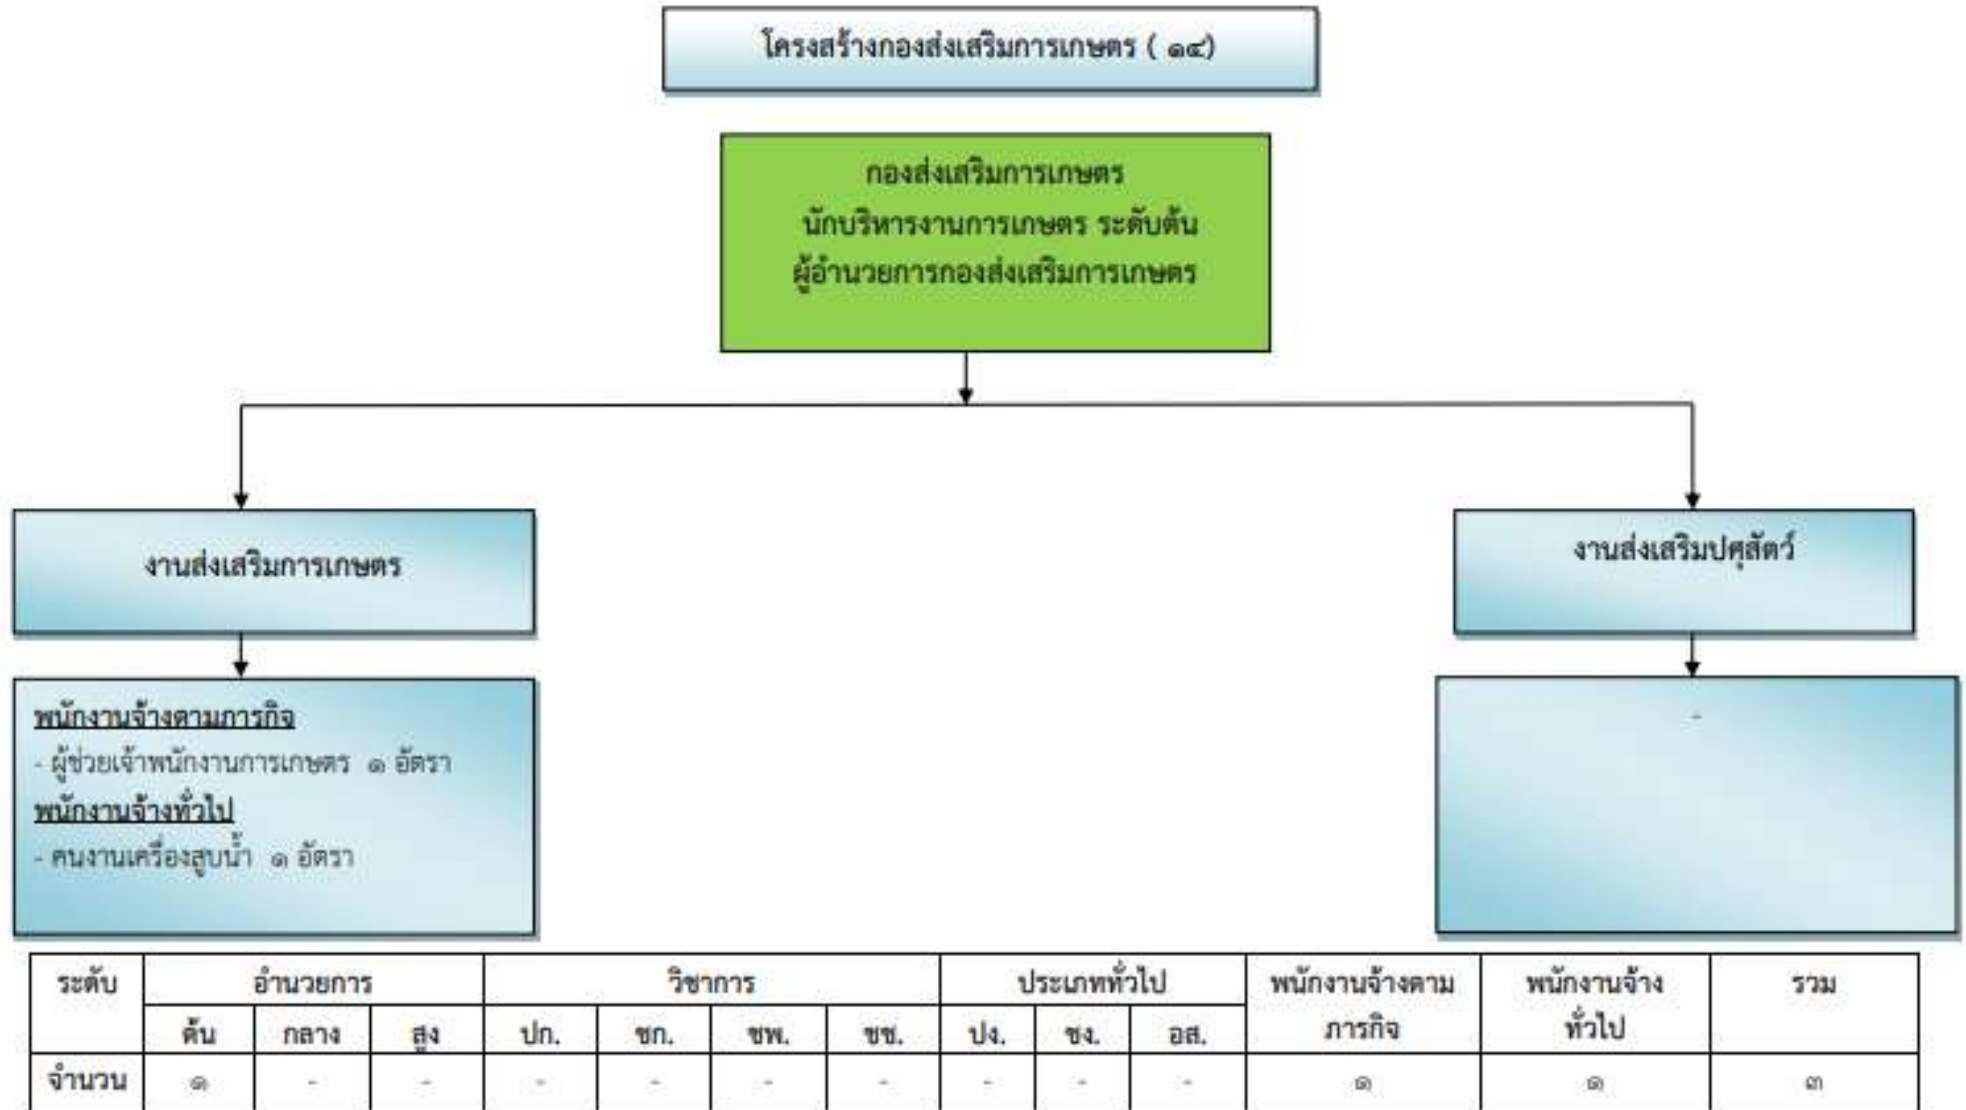 โครงสร้างกองส่งเสริมการเกษตร ( ๑๔)
กองส่งเสริมการเกษตร
นักบริหารงานการเกษตร ระดับต้น
ผู้อำนวยการกองส่งเสริมการเกษตร
งานส่งเสริมการเกษตร
งานส่งเสริมปศุสัตว์
พนักงานจ้างตามภารกิจ
- ผู้ช่วยเจ้าพนักงานการเกษตร ๑ อัตรา
พนักงานจ้างทั่วไป
- คนงานเครื่องสูบน้ำ ๑ อัตรา
-
ระดับ อำนวยการ วิชาการ ประเภททั่วไป พนักงานจ้างตาม พนักงานจ้าง รวม
ต้น กลาง สูง ปก. ชก. ชพ. ชช. ปง. ชง. อส. ภารกิจ ทั่วไป
จำนวน ๑ - - - - - - - - - ๑ ๑ ๓